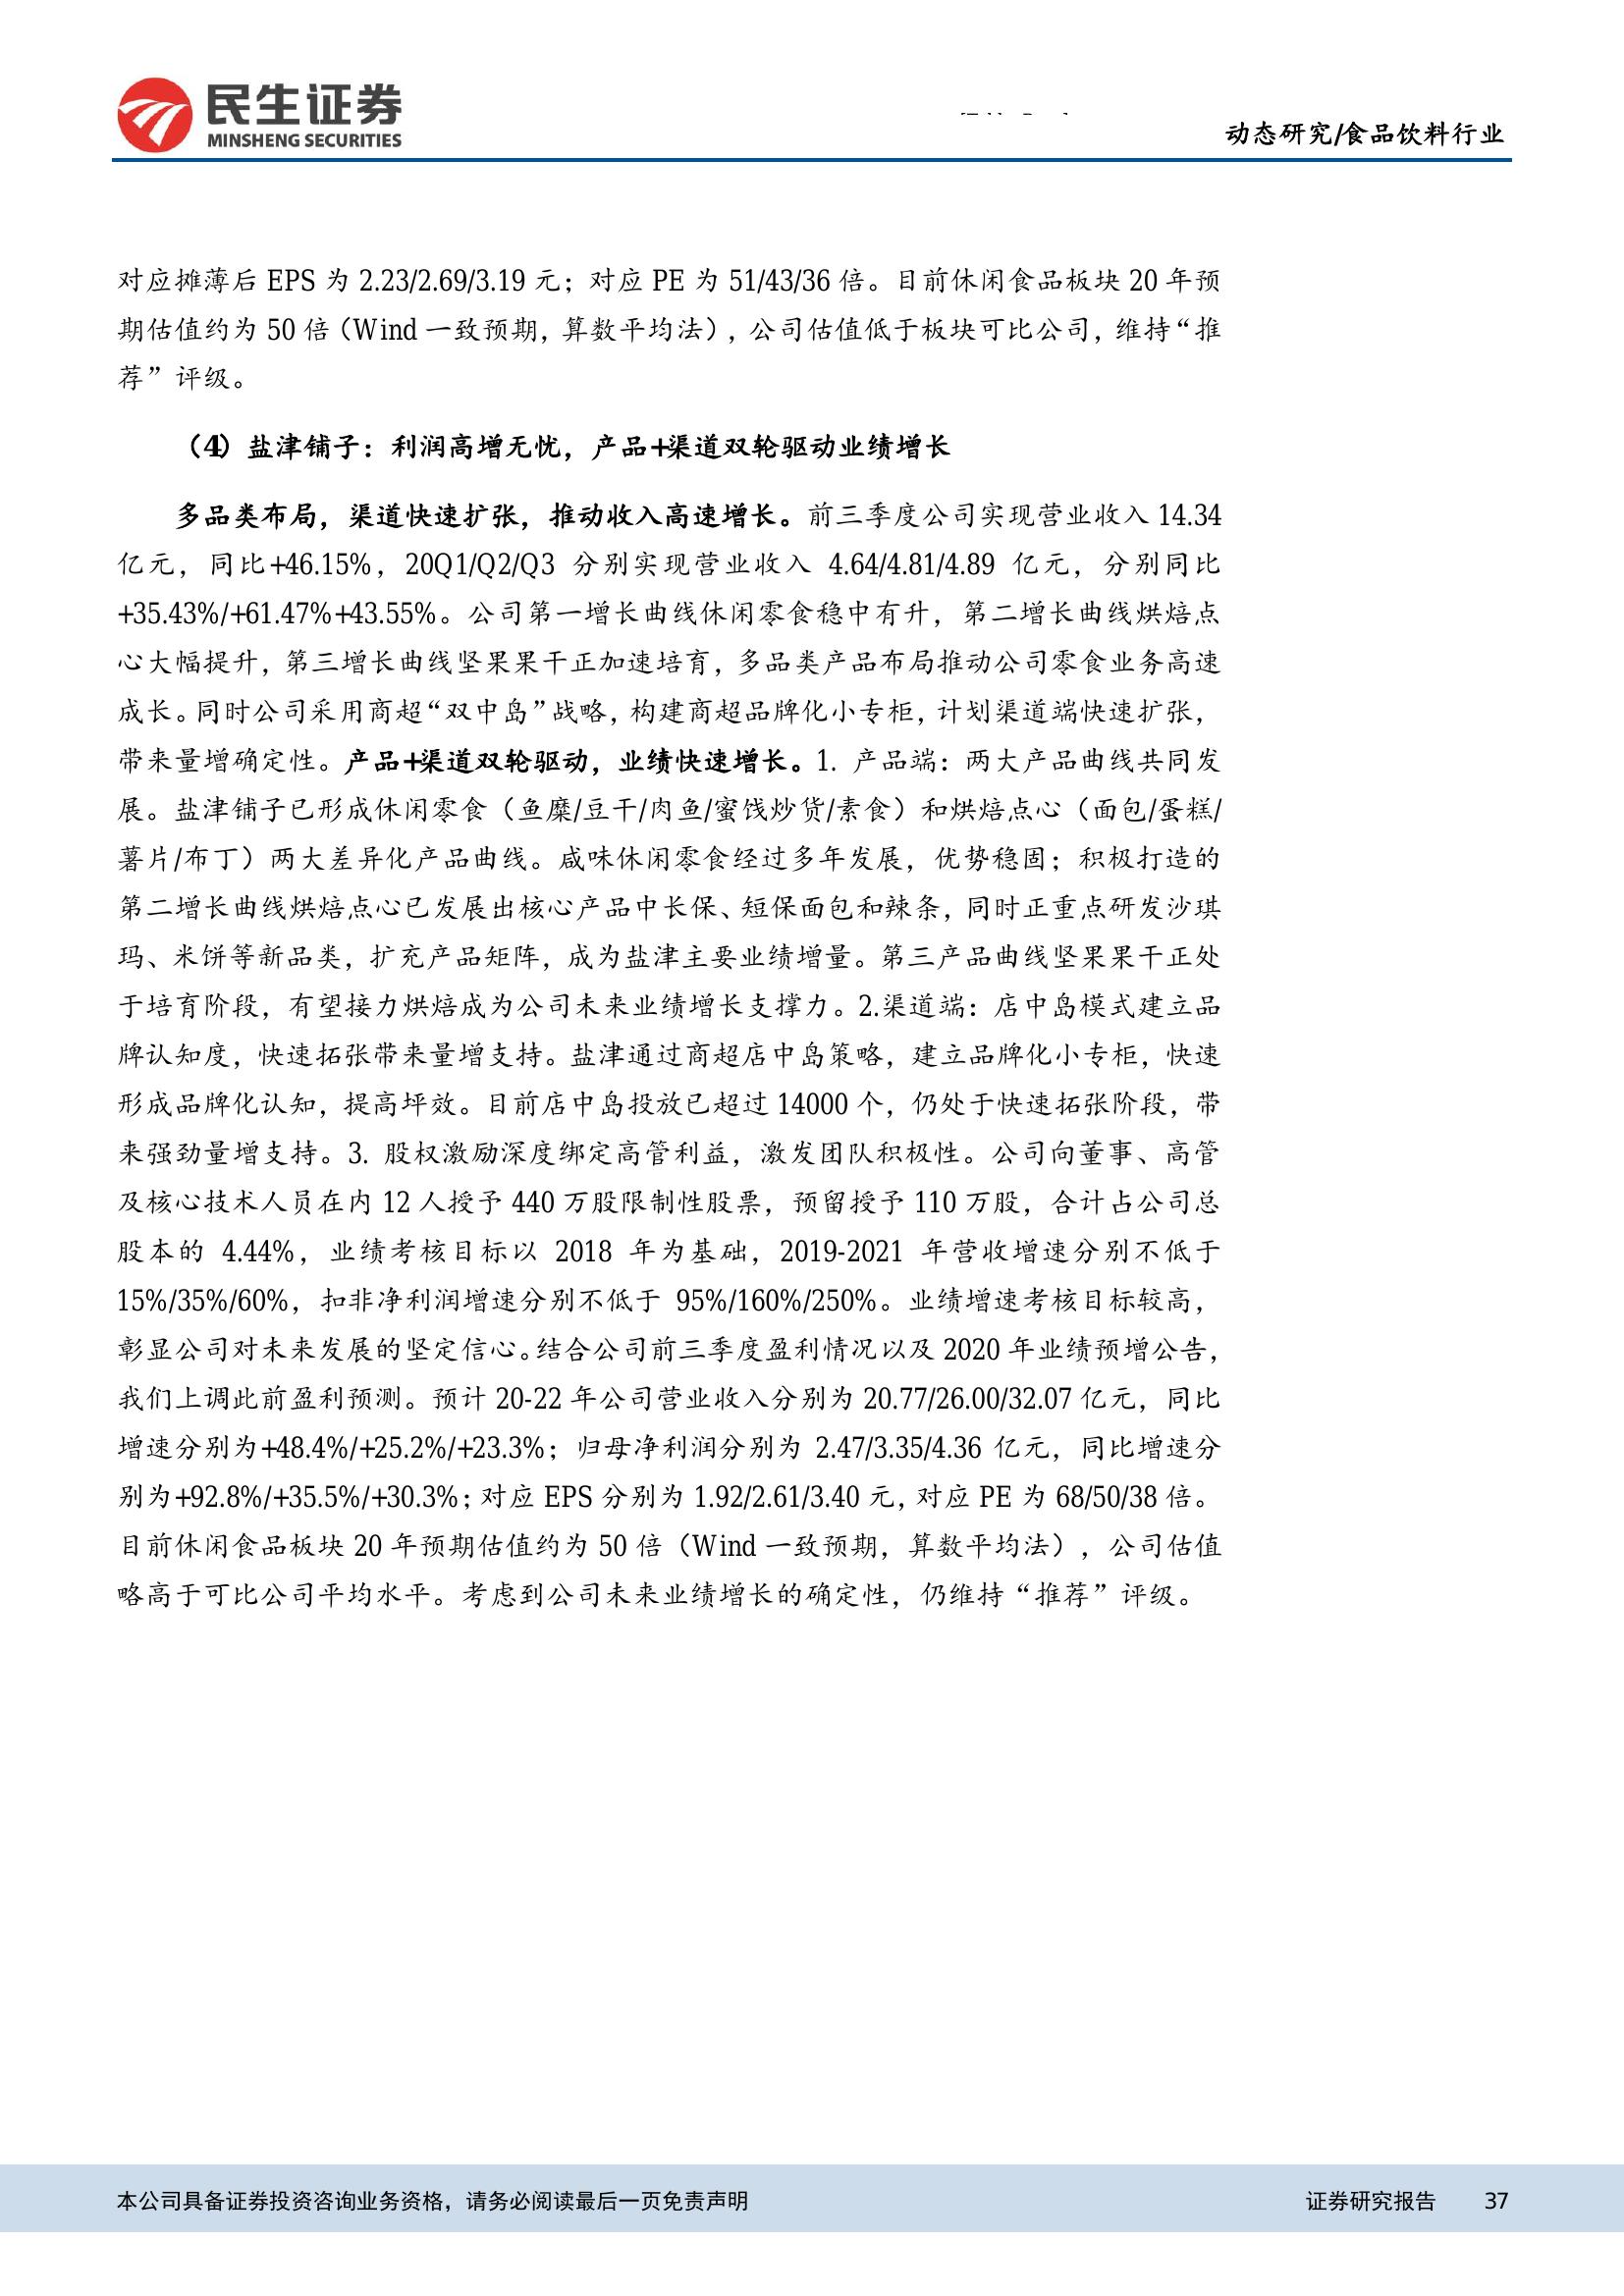 民生证券
MINSHENG SECURITIES
动态研究/食品饮料行业
对应摊薄后 EPS 为 2.23/2.69/3.19 元；对应 PE 为 51/43/36 倍。目前休闲食品板块 20 年预
期估值约为 50 倍（Wind 一致预期，算数平均法），公司估值低于板块可比公司，维持“推
荐”评级。
（4）盐津铺子：利润高增无忧，产品+渠道双轮驱动业绩增长
多品类布局，渠道快速扩张，推动收入高速增长。前三季度公司实现营业收入 14.34
亿元，同比+46.15%，20Q1/Q2/Q3 分别实现营业收入 4.64/4.81/4.89 亿元，分别同比
+35.43%/+61.47%+43.55%。公司第一增长曲线休闲零食稳中有升，第二增长曲线烘焙点
心大幅提升，第三增长曲线坚果果干正加速培育，多品类产品布局推动公司零食业务高速
成长。同时公司采用商超“双中岛”战略，构建商超品牌化小专柜，计划渠道端快速扩张，
带来量增确定性。产品+渠道双轮驱动，业绩快速增长。1. 产品端：两大产品曲线共同发
展。盐津铺子已形成休闲零食（鱼糜/豆干/肉鱼/蜜饯炒货/素食）和烘焙点心（面包/蛋糕/
薯片/布丁）两大差异化产品曲线。咸味休闲零食经过多年发展，优势稳固；积极打造的
第二增长曲线烘焙点心已发展出核心产品中长保、短保面包和辣条，同时正重点研发沙琪
玛、米饼等新品类，扩充产品矩阵，成为盐津主要业绩增量。第三产品曲线坚果果干正处
于培育阶段，有望接力烘焙成为公司未来业绩增长支撑力。2.渠道端：店中岛模式建立品
牌认知度，快速拓张带来量增支持。盐津通过商超店中岛策略，建立品牌化小专柜，快速
形成品牌化认知，提高坪效。目前店中岛投放已超过 14000 个，仍处于快速拓张阶段，带
来强劲量增支持。3. 股权激励深度绑定高管利益，激发团队积极性。公司向董事、高管
及核心技术人员在内 12 人授予 440 万股限制性股票，预留授予 110 万股，合计占公司总
股本的 4.44%，业绩考核目标以 2018 年为基础，2019-2021 年营收增速分别不低于
15%/35%/60%，扣非净利润增速分别不低于 95%/160%/250%。业绩增速考核目标较高，
彰显公司对未来发展的坚定信心。结合公司前三季度盈利情况以及 2020 年业绩预增公告，
我们上调此前盈利预测。预计 20-22 年公司营业收入分别为 20.77/26.00/32.07 亿元，同比
增速分别为+48.4%/+25.2%/+23.3%；归母净利润分别为 2.47/3.35/4.36 亿元，同比增速分
别为+92.8%/+35.5%/+30.3%；对应 EPS 分别为 1.92/2.61/3.40 元，对应 PE 为 68/50/38 倍。
目前休闲食品板块 20 年预期估值约为 50 倍（Wind 一致预期，算数平均法），公司估值
略高于可比公司平均水平。考虑到公司未来业绩增长的确定性，仍维持“推荐”评级。
本公司具备证券投资咨询业务资格，请务必阅读最后一页免责声明
证券研究报告 37